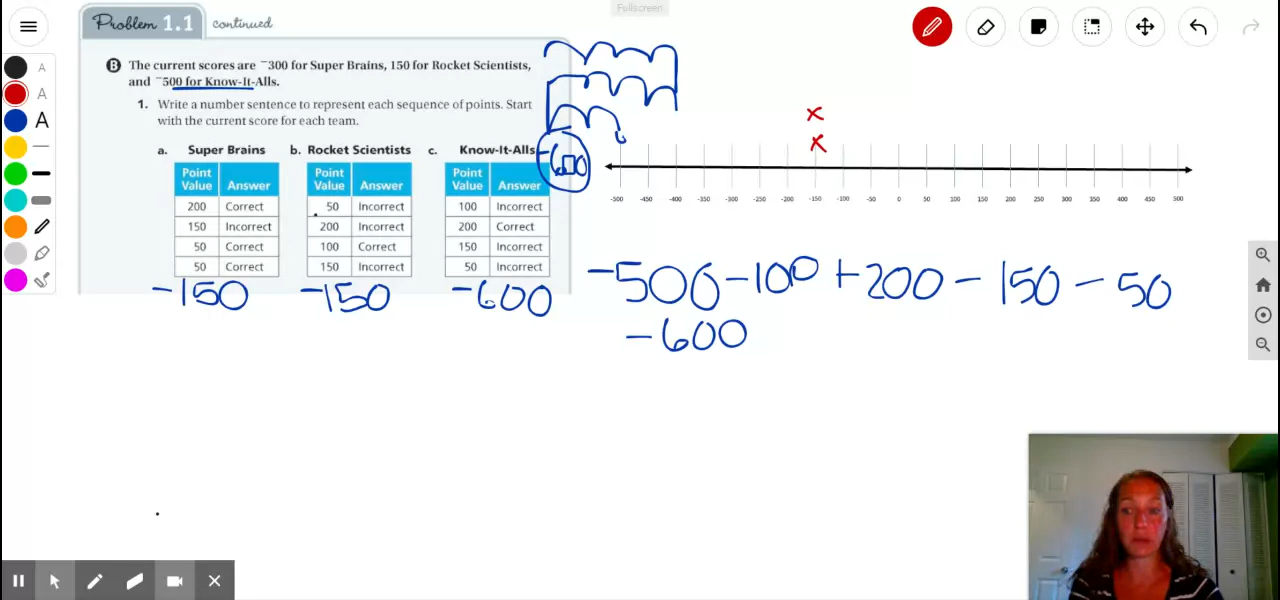 Fullscreen
Problem 1.1 continued
B The current scores are ⁻300 for Super Brains, 150 for Rocket Scientists,
and ⁻500 for Know-It-Alls.
1. Write a number sentence to represent each sequence of points. Start
with the current score for each team.
a. Super Brains b. Rocket Scientists c. Know-It-Alls
Point Value Answer Point Value Answer Point Value Answer
200 Correct 50 Incorrect 100 Incorrect
150 Incorrect 200 Incorrect 200 Correct
50 Correct 100 Correct 150 Incorrect
50 Correct 150 Incorrect 50 Incorrect
-150 -150 -600
-600
x
x
-500 -450 -400 -350 -300 -250 -200 -150 -100 -50 0 50 100 150 200 250 300 350 400 450 500
-500 -100 +200 - 150 - 50
-600
A
A
A